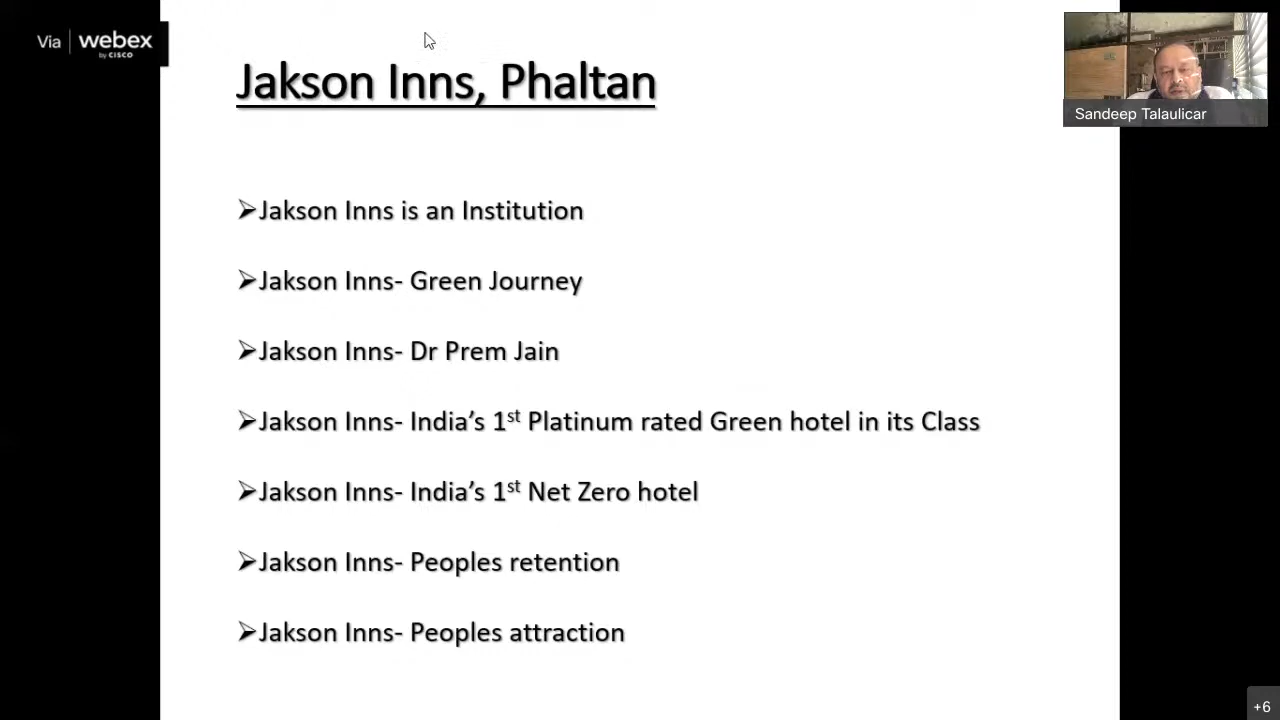 Via webex
by CISCO
Jakson Inns, Phaltan
Sandeep Talaulicar
➢Jakson Inns is an Institution
➢Jakson Inns- Green Journey
➢Jakson Inns- Dr Prem Jain
➢Jakson Inns- India’s 1st Platinum rated Green hotel in its Class
➢Jakson Inns- India’s 1st Net Zero hotel
➢Jakson Inns- Peoples retention
➢Jakson Inns- Peoples attraction
+6